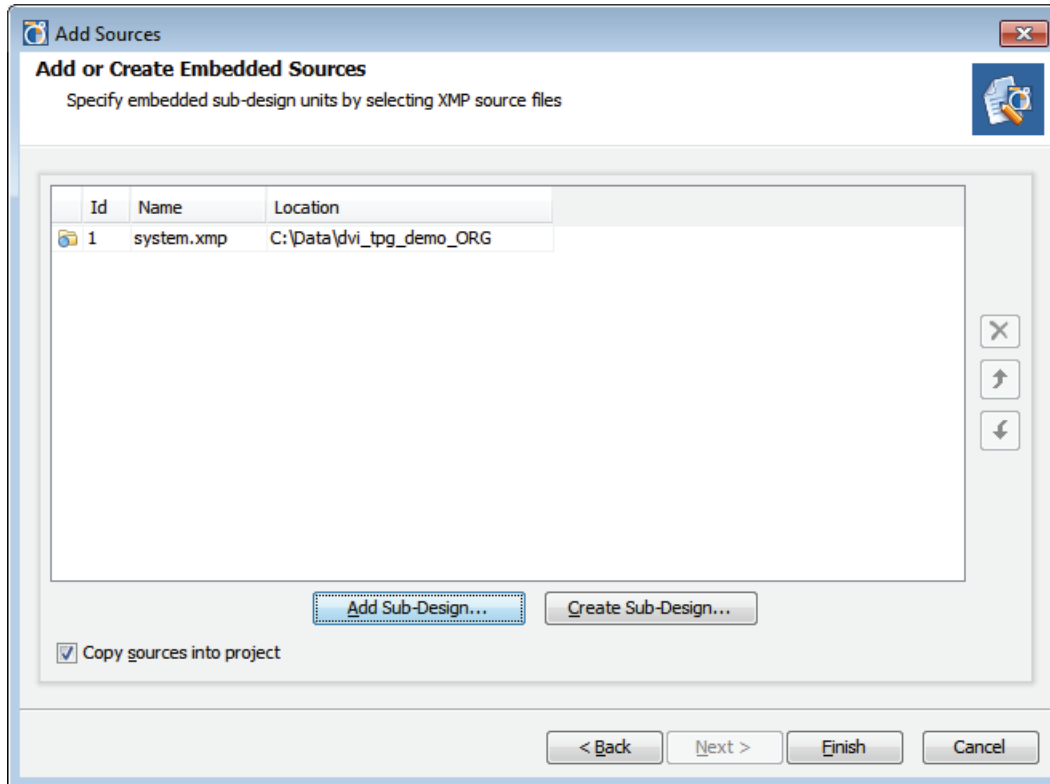 Add Sources
Add or Create Embedded Sources
Specify embedded sub-design units by selecting XMP source files
Id Name Location
1 system.xmp C:\Data\dvi_tpg_demo_ORG
Add Sub-Design... Create Sub-Design...
Copy sources into project
< Back Next > Finish Cancel